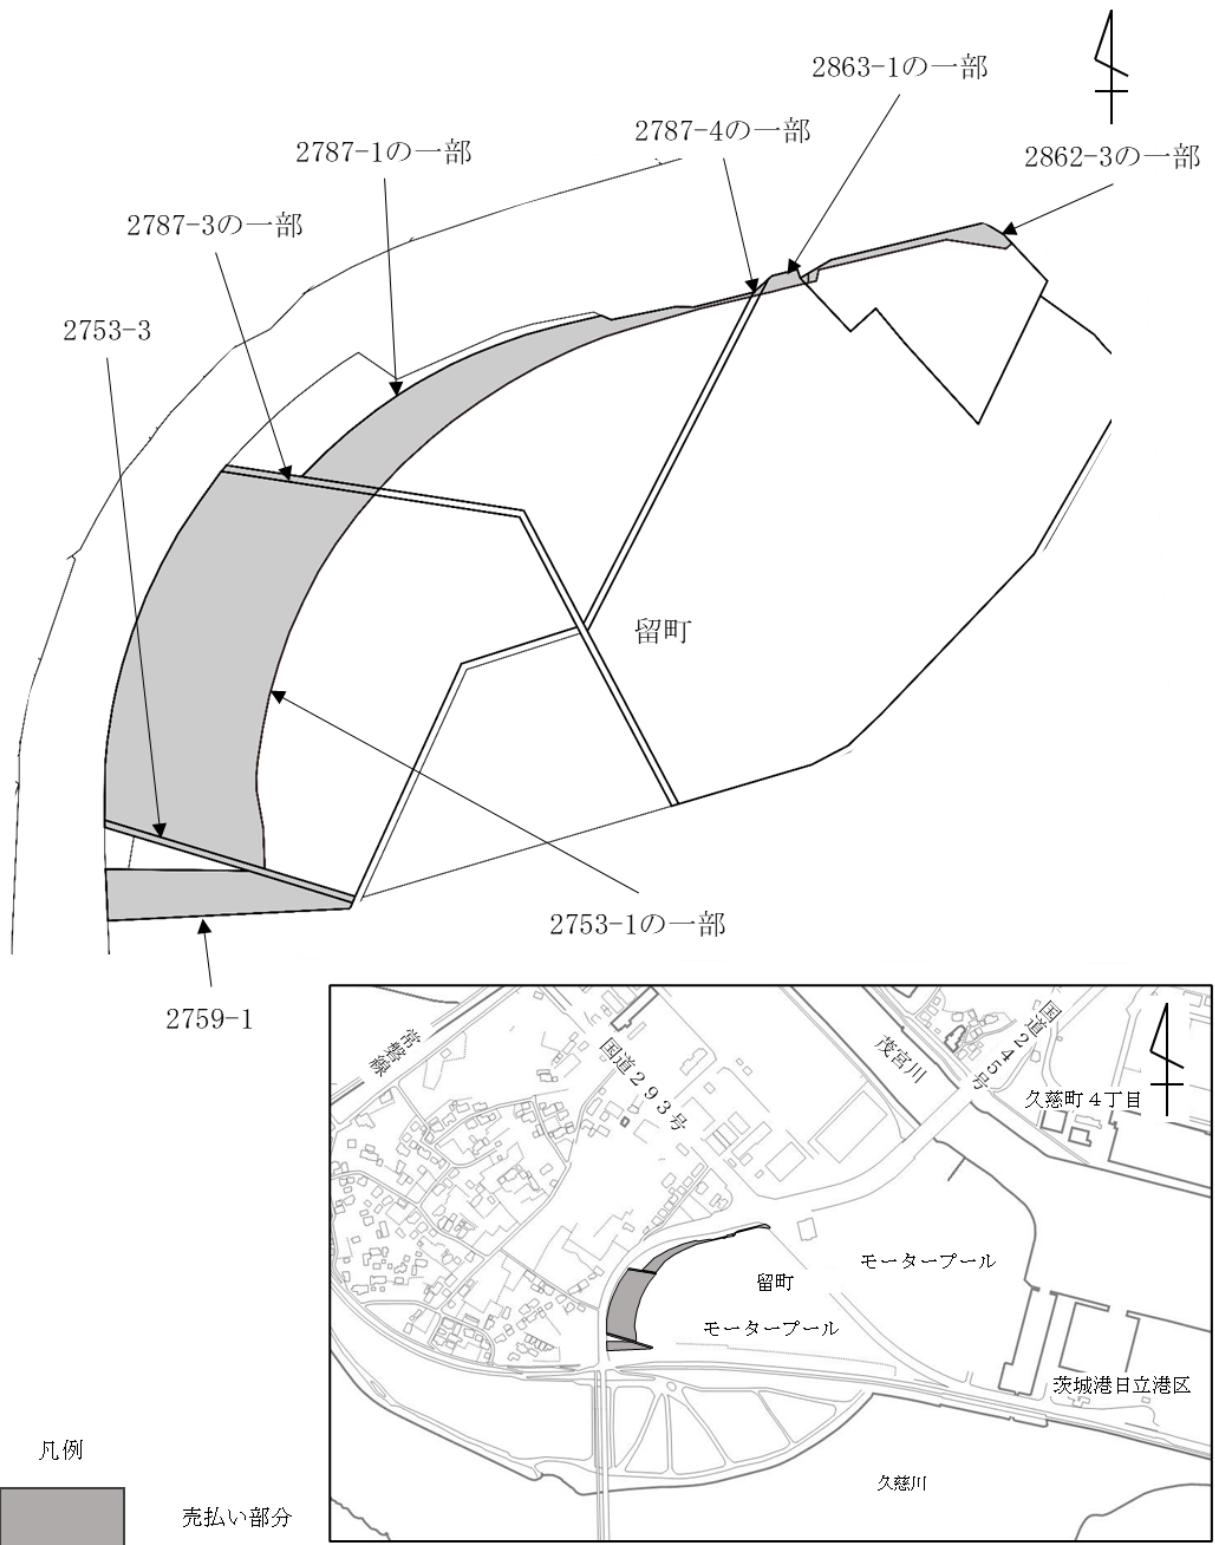 2863-1の一部
2787-4の一部
2787-1の一部
2862-3の一部
2787-3の一部
2753-3
留町
2753-1の一部
2759-1
常磐線
国道293号
茂宮川
国道245号
久慈町4丁目
モータープール
留町
モータープール
茨城港日立港区
久慈川
凡例
売払い部分